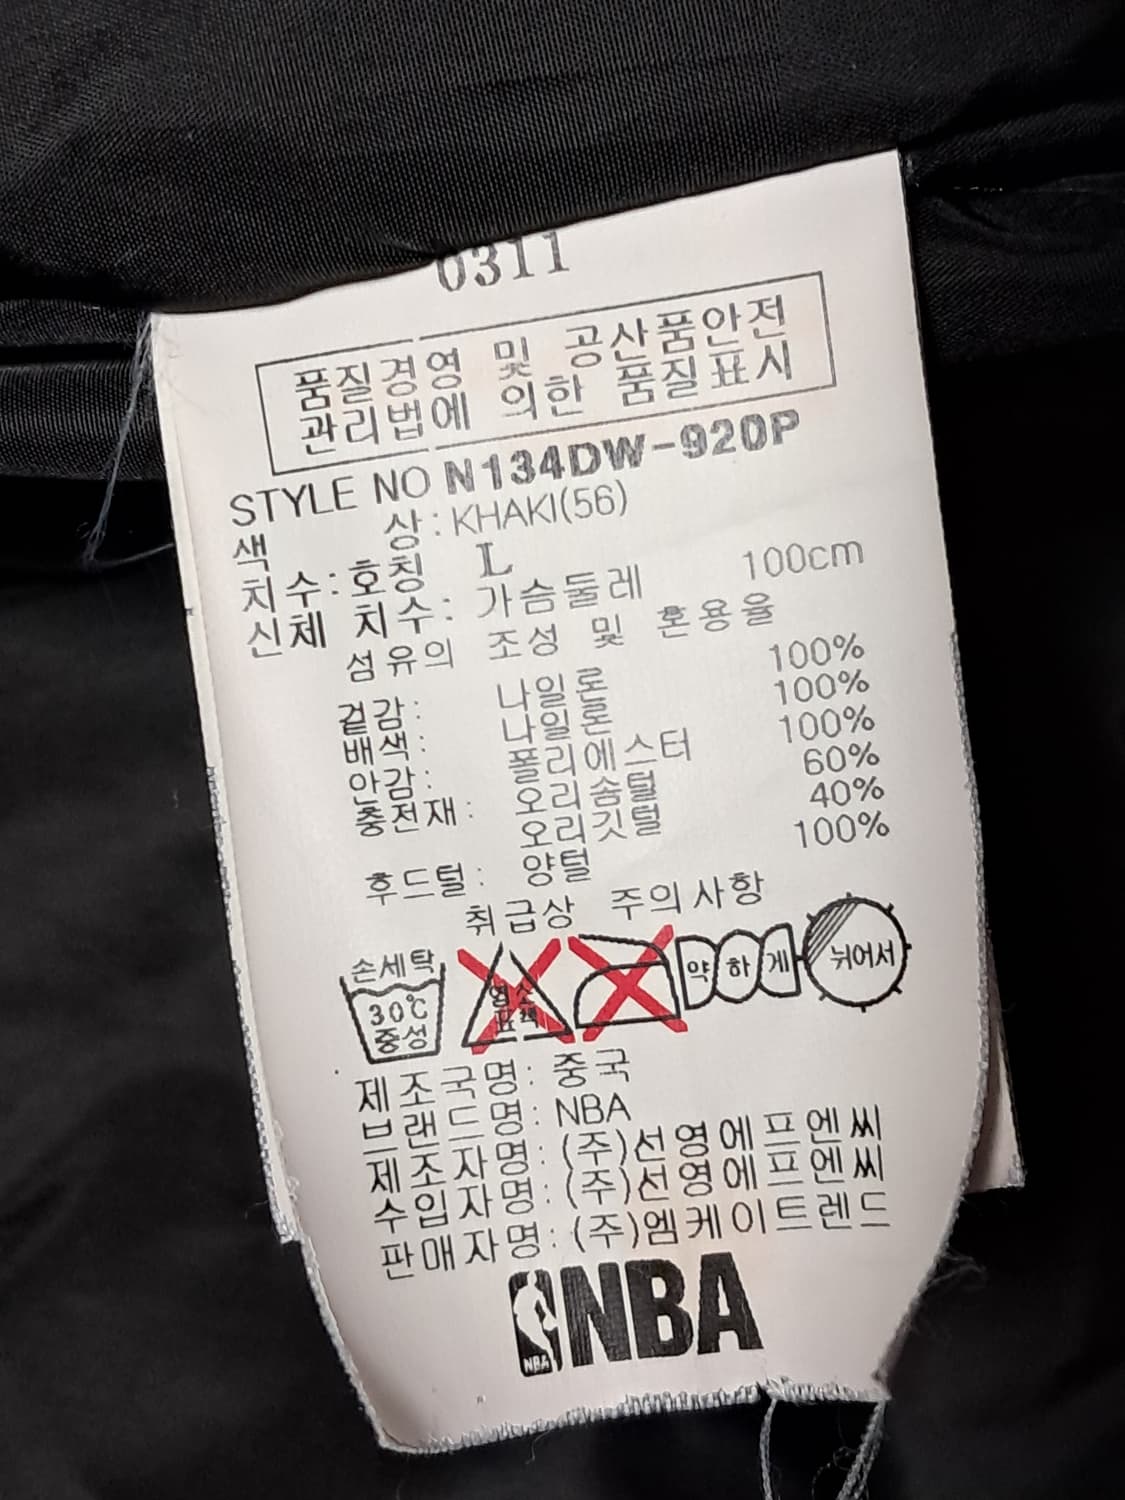 0311
품질경영 및 공산품안전
관리법에 의한 품질표시
STYLE NO N134DW-920P
색 상: KHAKI(56)
치수: 호칭 L
신체 치수: 가슴둘레 100cm
섬유의 조성 및 혼용율
겉감: 나일론 100%
배색: 나일론 100%
안감: 폴리에스터 100%
충전재: 오리솜털 60%
오리깃털 40%
후드털: 양털 100%
취급상 주의사항
손세탁
30℃
중성
염소
표백
약하게
뉘어서
제조국명: 중국
브랜드명: NBA
제조자명: (주)선영에프엔씨
수입자명: (주)선영에프엔씨
판매자명: (주)엠케이트렌드
NBA
NBA